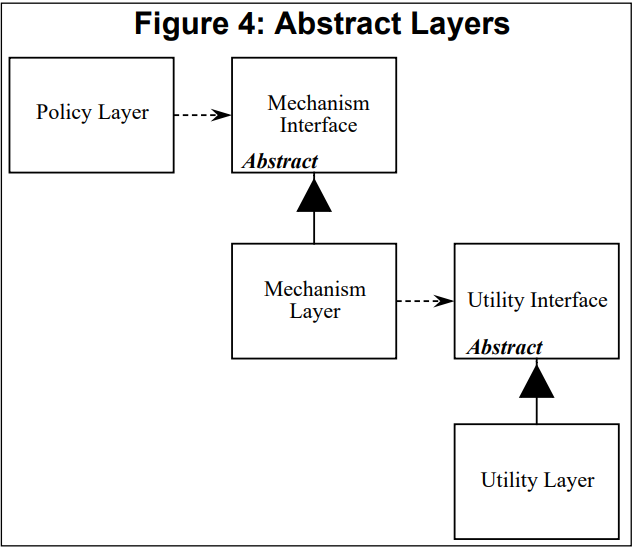 Figure 4: Abstract Layers
Policy Layer
Mechanism
Interface
Abstract
Mechanism
Layer
Utility Interface
Abstract
Utility Layer